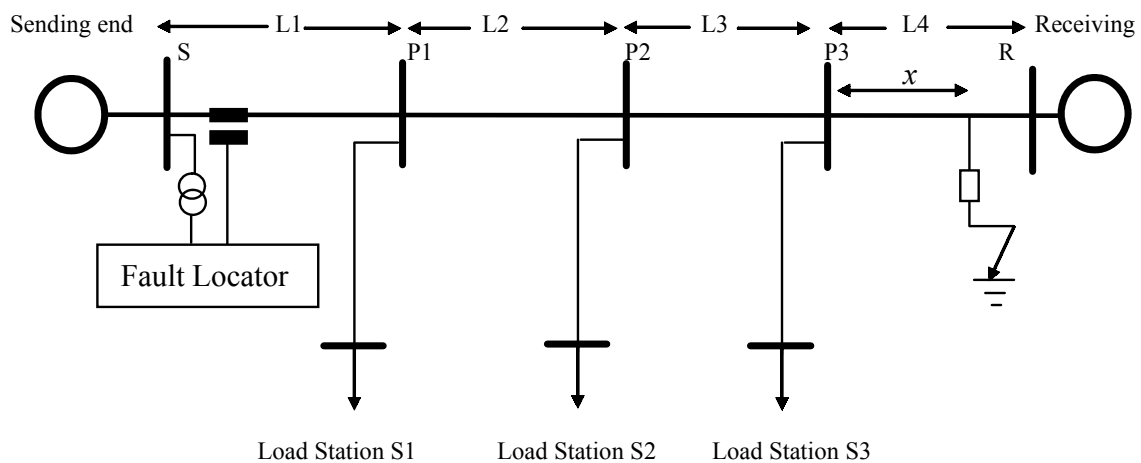 Sending end
L1
L2
L3
L4
Receiving
S
P1
P2
P3
R
x
Fault Locator
Load Station S1
Load Station S2
Load Station S3